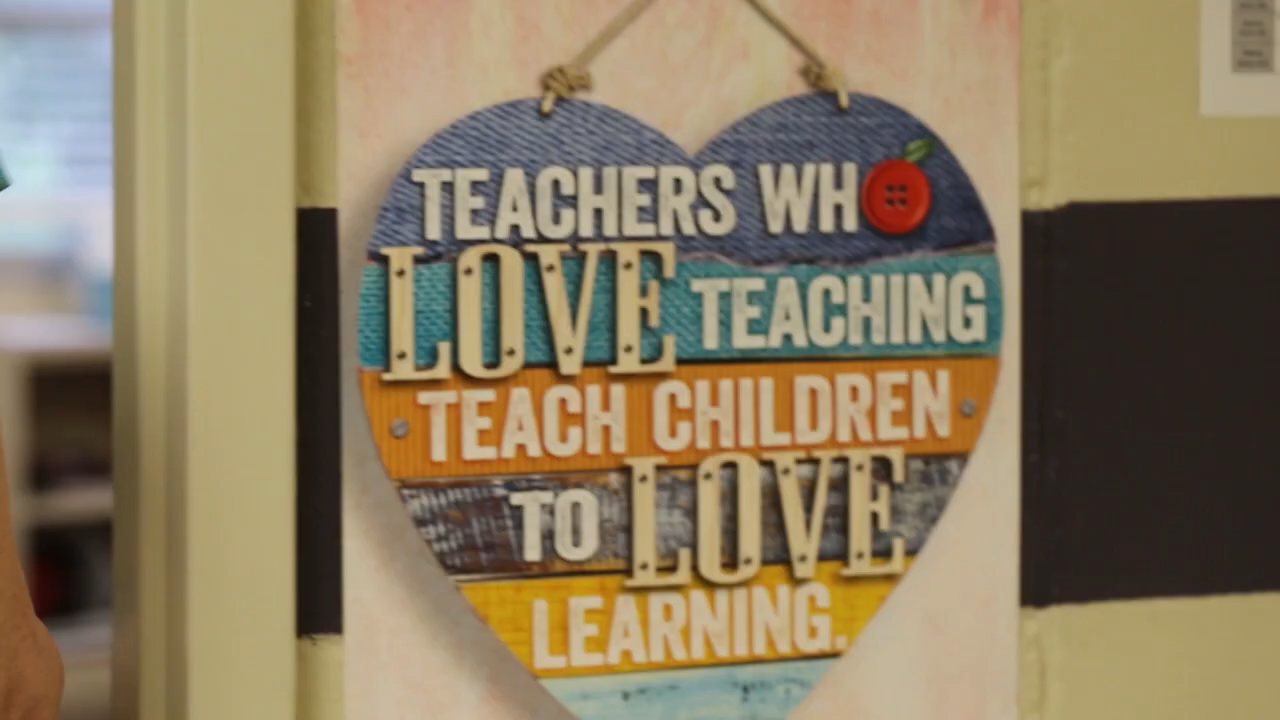 TEACHERS WHO
LOVE TEACHING
TEACH CHILDREN
TO LOVE
LEARNING.